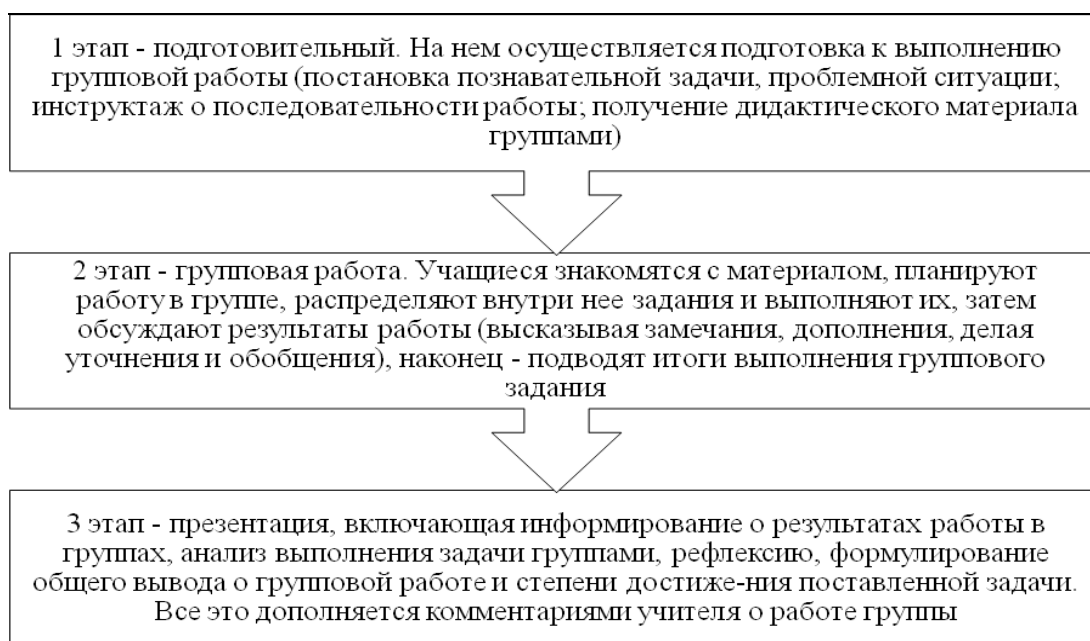 1 этап - подготовительный. На нем осуществляется подготовка к выполнению
групповой работы (постановка познавательной задачи, проблемной ситуации;
инструктаж о последовательности работы; получение дидактического материала
группами)
2 этап - групповая работа. Учащиеся знакомятся с материалом, планируют
работу в группе, распределяют внутри нее задания и выполняют их, затем
обсуждают результаты работы (высказывая замечания, дополнения, делая
уточнения и обобщения), наконец - подводят итоги выполнения группового
задания
3 этап - презентация, включающая информирование о результатах работы в
группах, анализ выполнения задачи группами, рефлексию, формулирование
общего вывода о групповой работе и степени достиже-ния поставленной задачи.
Все это дополняется комментариями учителя о работе группы